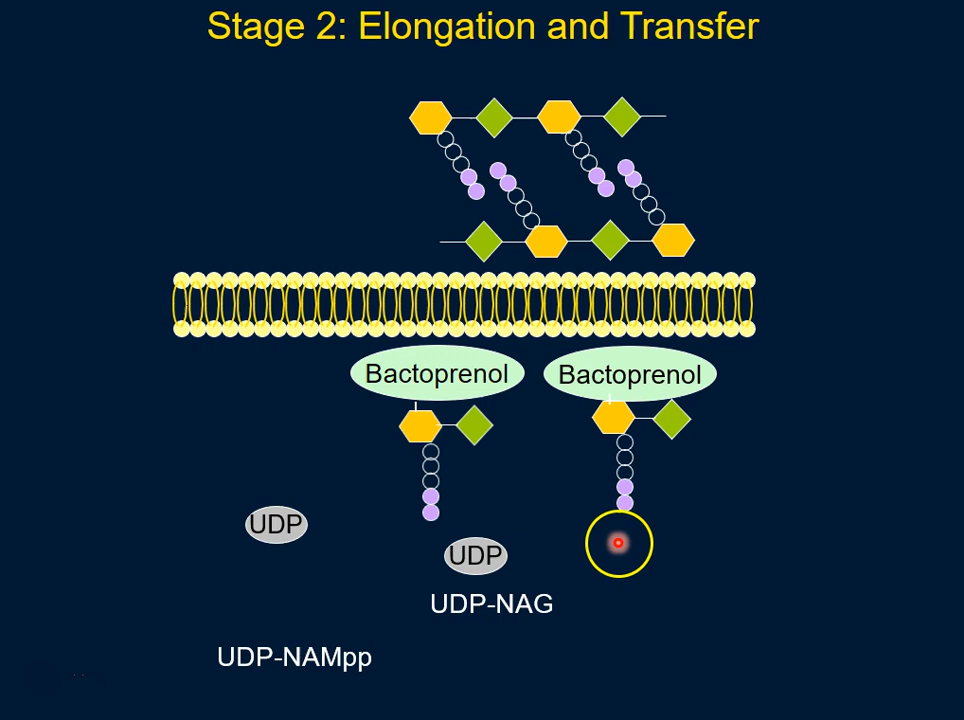 Stage 2: Elongation and Transfer
Bactoprenol
Bactoprenol
UDP
UDP
UDP-NAG
UDP-NAMpp